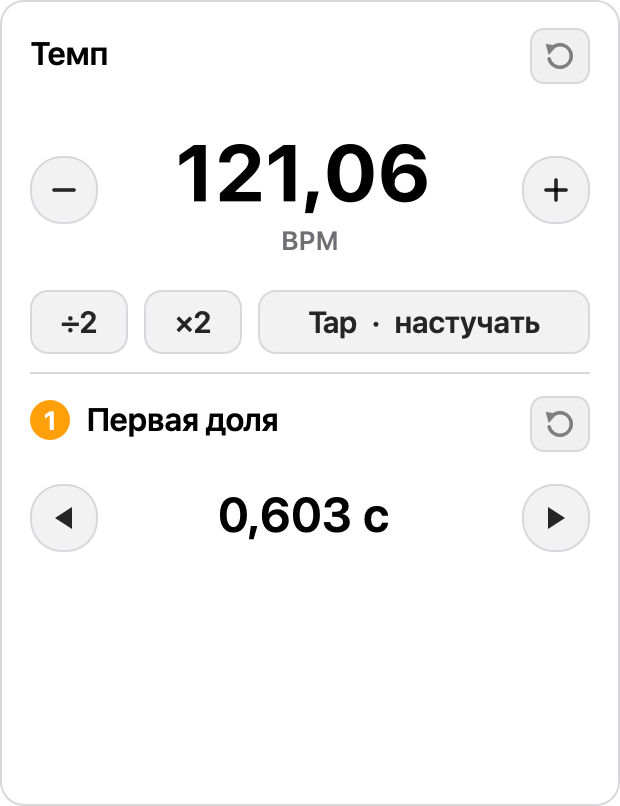 Темп
121,06
BPM
÷2 ×2 Tap · настучать
1 Первая доля
0,603 с